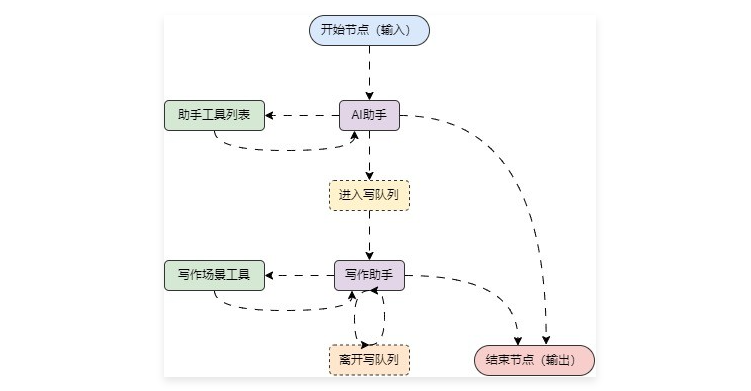 开始节点（输入）
助手工具列表
AI助手
进入写队列
写作场景工具
写作助手
离开写队列
结束节点（输出）